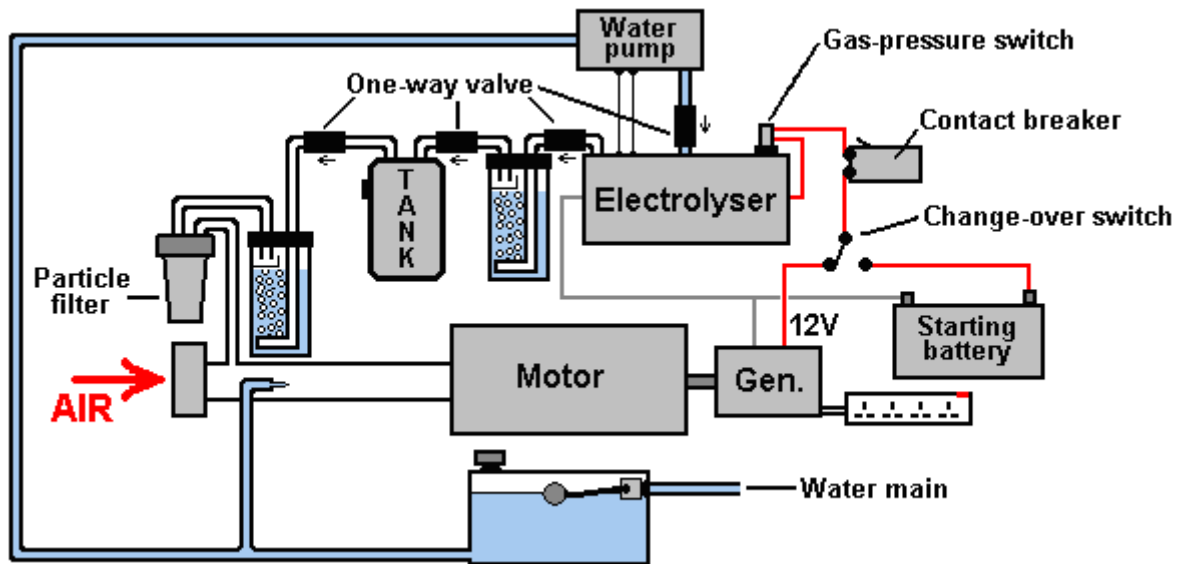 Water
pump
Gas-pressure switch
One-way valve
Contact breaker
TANK
Electrolyser
Change-over switch
Particle
filter
12V
Starting
battery
Motor
Gen.
AIR
Water main